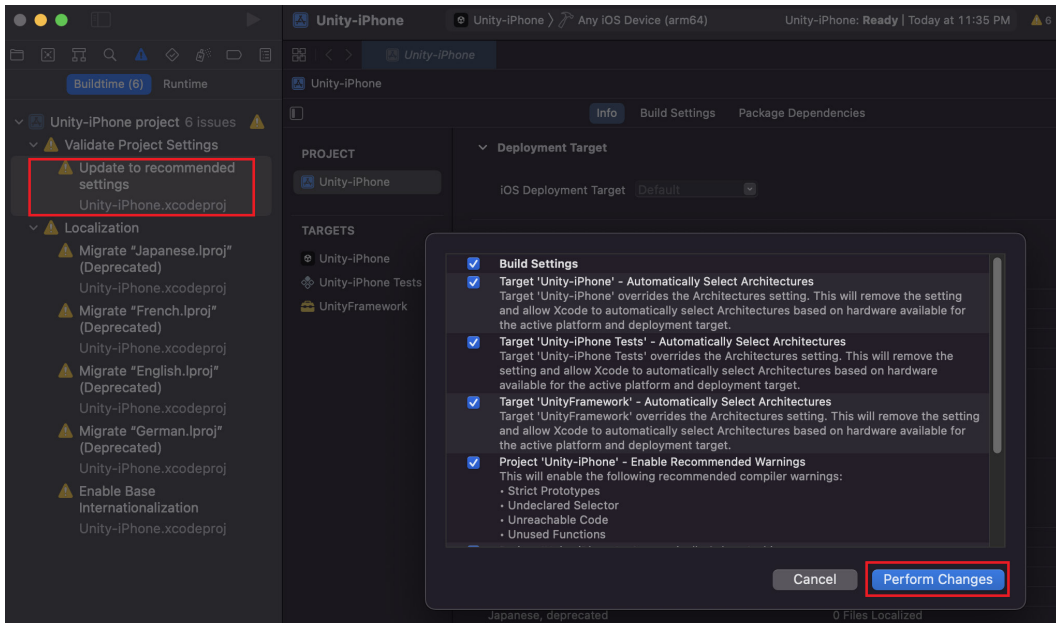 Unity-iPhone
Unity-iPhone 〉 Any iOS Device (arm64)
Unity-iPhone: Ready | Today at 11:35 PM
6
Buildtime (6)
Runtime
Unity-iPhone
Unity-iPhone
Unity-iPhone project 6 issues
Validate Project Settings
Update to recommended
settings
Unity-iPhone.xcodeproj
Localization
Migrate “Japanese.lproj”
(Deprecated)
Unity-iPhone.xcodeproj
Migrate “French.lproj”
(Deprecated)
Unity-iPhone.xcodeproj
Migrate “English.lproj”
(Deprecated)
Unity-iPhone.xcodeproj
Migrate “German.lproj”
(Deprecated)
Unity-iPhone.xcodeproj
Enable Base
Internationalization
Unity-iPhone.xcodeproj
Info
Build Settings
Package Dependencies
PROJECT
Unity-iPhone
TARGETS
Unity-iPhone
Unity-iPhone Tests
UnityFramework
Deployment Target
iOS Deployment Target Default
Build Settings
Target 'Unity-iPhone' - Automatically Select Architectures
Target 'Unity-iPhone' overrides the Architectures setting. This will remove the setting
and allow Xcode to automatically select Architectures based on hardware available for
the active platform and deployment target.
Target 'Unity-iPhone Tests' - Automatically Select Architectures
Target 'Unity-iPhone Tests' overrides the Architectures setting. This will remove the
setting and allow Xcode to automatically select Architectures based on hardware
available for the active platform and deployment target.
Target 'UnityFramework' - Automatically Select Architectures
Target 'UnityFramework' overrides the Architectures setting. This will remove the setting
and allow Xcode to automatically select Architectures based on hardware available for
the active platform and deployment target.
Project 'Unity-iPhone' - Enable Recommended Warnings
This will enable the following recommended compiler warnings:
• Strict Prototypes
• Undeclared Selector
• Unreachable Code
• Unused Functions
Cancel
Perform Changes
Japanese, deprecated
0 Files Localized